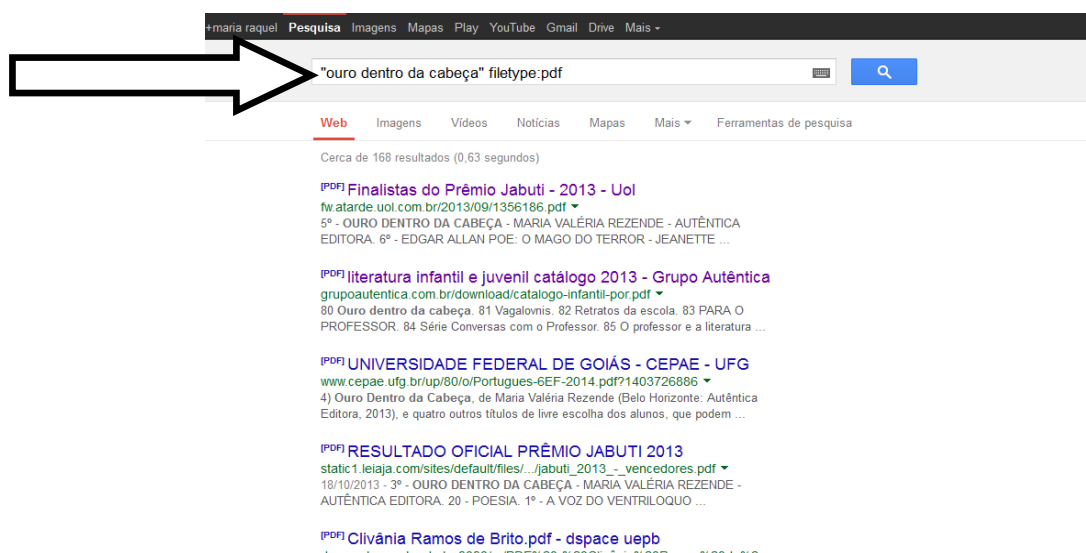 +maria raquel Pesquisa Imagens Mapas Play YouTube Gmail Drive Mais
"ouro dentro da cabeça" filetype:pdf
Web Imagens Vídeos Notícias Mapas Mais Ferramentas de pesquisa
Cerca de 168 resultados (0,63 segundos)
[PDF] Finalistas do Prêmio Jabuti - 2013 - Uol
fw.atarde.uol.com.br/2013/09/1356186.pdf
5º - OURO DENTRO DA CABEÇA - MARIA VALÉRIA REZENDE - AUTÊNTICA
EDITORA. 6º - EDGAR ALLAN POE: O MAGO DO TERROR - JEANETTE ...
[PDF] literatura infantil e juvenil catálogo 2013 - Grupo Autêntica
grupoautentica.com.br/download/catalogo-infantil-por.pdf
80 Ouro dentro da cabeça. 81 Vagalovnis. 82 Retratos da escola. 83 PARA O
PROFESSOR. 84 Série Conversas com o Professor. 85 O professor e a literatura ...
[PDF] UNIVERSIDADE FEDERAL DE GOIÁS - CEPAE - UFG
www.cepae.ufg.br/up/80/o/Portugues-6EF-2014.pdf?1403726886
4) Ouro Dentro da Cabeça, de Maria Valéria Rezende (Belo Horizonte: Autêntica
Editora, 2013), e quatro outros títulos de livre escolha dos alunos, que podem ...
[PDF] RESULTADO OFICIAL PRÊMIO JABUTI 2013
static1.leiaja.com/sites/default/files/.../jabuti_2013_-_vencedores.pdf
18/10/2013 - 3º - OURO DENTRO DA CABEÇA - MARIA VALÉRIA REZENDE -
AUTÊNTICA EDITORA. 20 - POESIA. 1º - A VOZ DO VENTRILOQUO ...
[PDF] Clivânia Ramos de Brito.pdf - dspace uepb